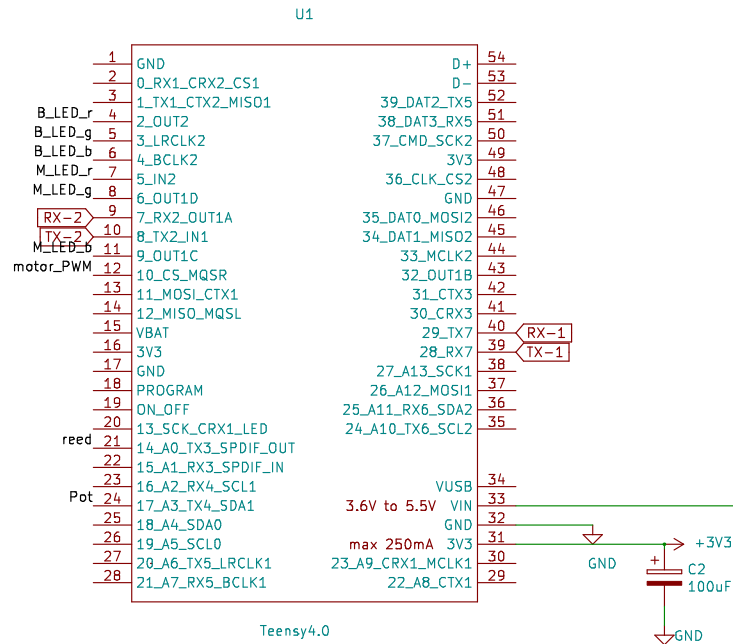 U1
1 GND
2 0_RX1_CRX2_CS1
3 1_TX1_CTX2_MISO1
B_LED_r 4 2_OUT2
B_LED_g 5 3_LRCLK2
B_LED_b 6 4_BCLK2
M_LED_r 7 5_IN2
M_LED_g 8 6_OUT1D
RX-2 9 7_RX2_OUT1A
TX-2 10 8_TX2_IN1
M_LED_b 11 9_OUT1C
motor_PWM 12 10_CS_MQSR
13 11_MOSI_CTX1
14 12_MISO_MQSL
15 VBAT
16 3V3
17 GND
18 PROGRAM
19 ON_OFF
20 13_SCK_CRX1_LED
reed 21 14_A0_TX3_SPDIF_OUT
22 15_A1_RX3_SPDIF_IN
23 16_A2_RX4_SCL1
Pot 24 17_A3_TX4_SDA1
25 18_A4_SDA0
26 19_A5_SCL0
27 20_A6_TX5_LRCLK1
28 21_A7_RX5_BCLK1
D+ 54
D- 53
39_DAT2_TX5 52
38_DAT3_RX5 51
37_CMD_SCK2 50
3V3 49
36_CLK_CS2 48
GND 47
35_DAT0_MOSI2 46
34_DAT1_MISO2 45
33_MCLK2 44
32_OUT1B 43
31_CTX3 42
30_CRX3 41
29_TX7 40 RX-1
28_RX7 39 TX-1
27_A13_SCK1 38
26_A12_MOSI1 37
25_A11_RX6_SDA2 36
24_A10_TX6_SCL2 35
VUSB 34
3.6V to 5.5V VIN 33
GND 32
max 250mA 3V3 31
23_A9_CRX1_MCLK1 30
22_A8_CTX1 29
GND
+3V3
+
C2
100uF
GND
Teensy4.0